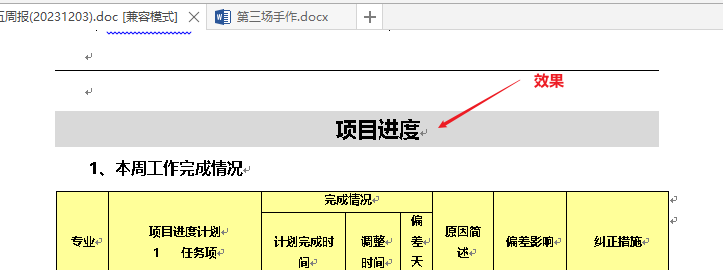 五周报(20231203).doc [兼容模式] 第三场手作.docx
效果
项目进度
1、本周工作完成情况
完成情况
专业 项目进度计划 1 任务项 计划完成时间 调整时间 偏差天 原因简述 偏差影响 纠正措施